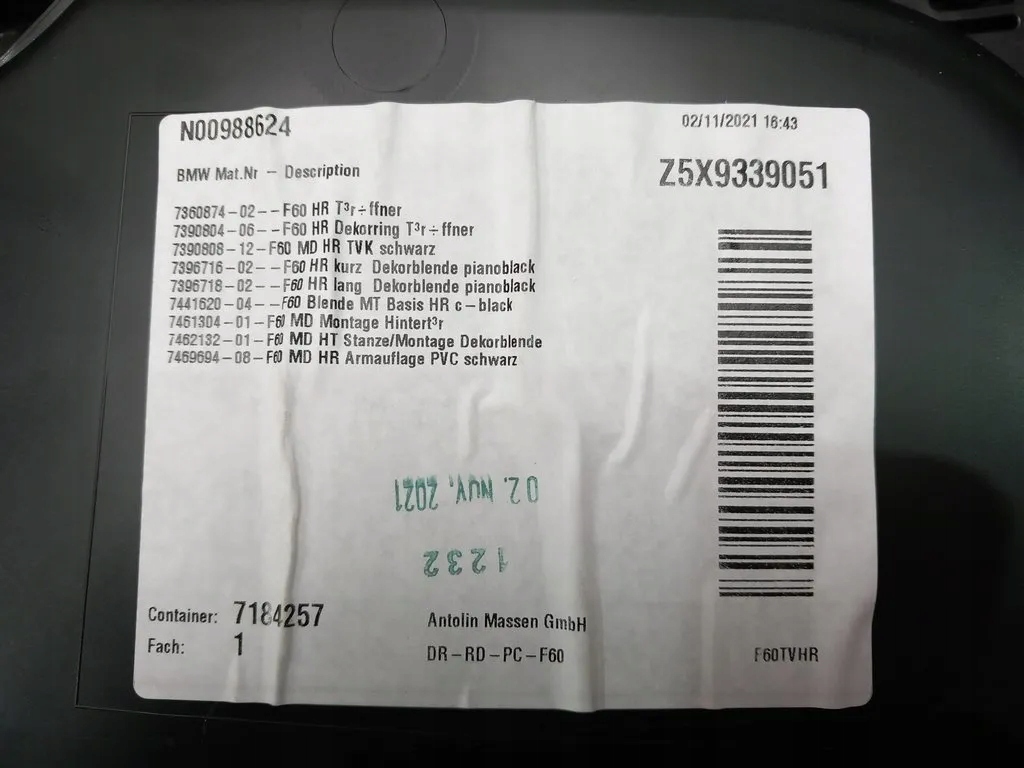 N00988624
02/11/2021 16:43
BMW Mat.Nr - Description
Z5X9339051
7360874-02--F60 HR T³r÷ffner
7390804-06--F60 HR Dekorring T³r÷ffner
7390808-12-F60 MD HR TVK schwarz
7396716-02--F60 HR kurz Dekorblende pianoblack
7396718-02--F60 HR lang Dekorblende pianoblack
7441620-04--F60 Blende MT Basis HR c-black
7461304-01-F60 MD Montage Hintert³r
7462132-01-F60 MD HT Stanze/Montage Dekorblende
7469694-08-F60 MD HR Armauflage PVC schwarz
02. NOV. 2021
1232
Container: 7184257
Fach: 1
Antolin Massen GmbH
DR-RD-PC-F60
F60TVHR